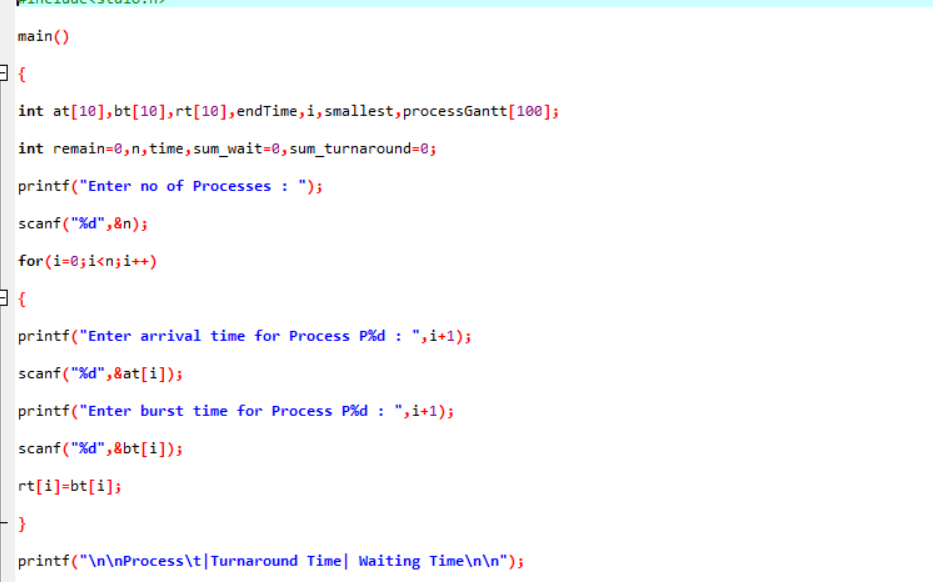 #include<stdio.h>
main()
{
int at[10],bt[10],rt[10],endTime,i,smallest,processGantt[100];
int remain=0,n,time,sum_wait=0,sum_turnaround=0;
printf("Enter no of Processes : ");
scanf("%d",&n);
for(i=0;i<n;i++)
{
printf("Enter arrival time for Process P%d : ",i+1);
scanf("%d",&at[i]);
printf("Enter burst time for Process P%d : ",i+1);
scanf("%d",&bt[i]);
rt[i]=bt[i];
}
printf("\n\nProcess\t|Turnaround Time| Waiting Time\n\n");